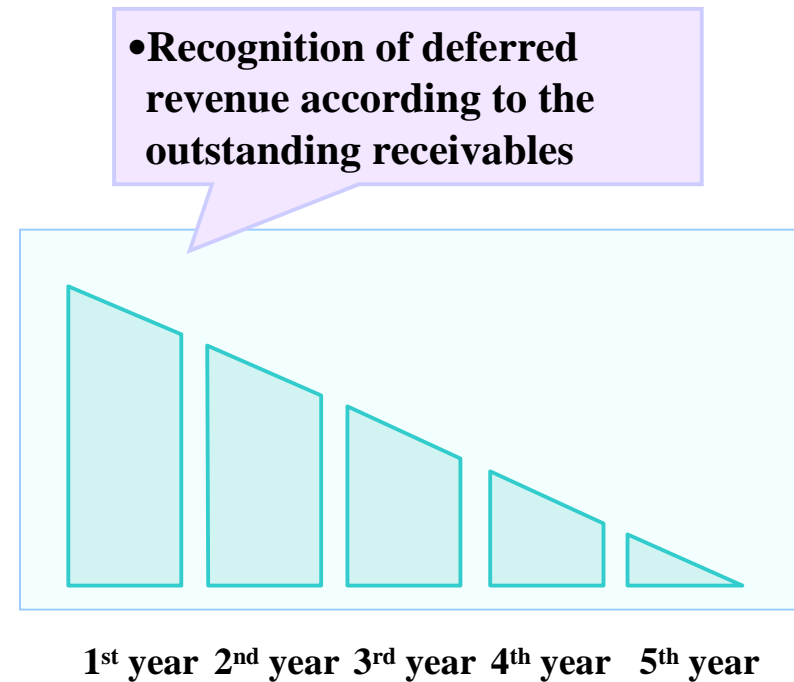 •Recognition of deferred
revenue according to the
outstanding receivables
1st year 2nd year 3rd year 4th year 5th year